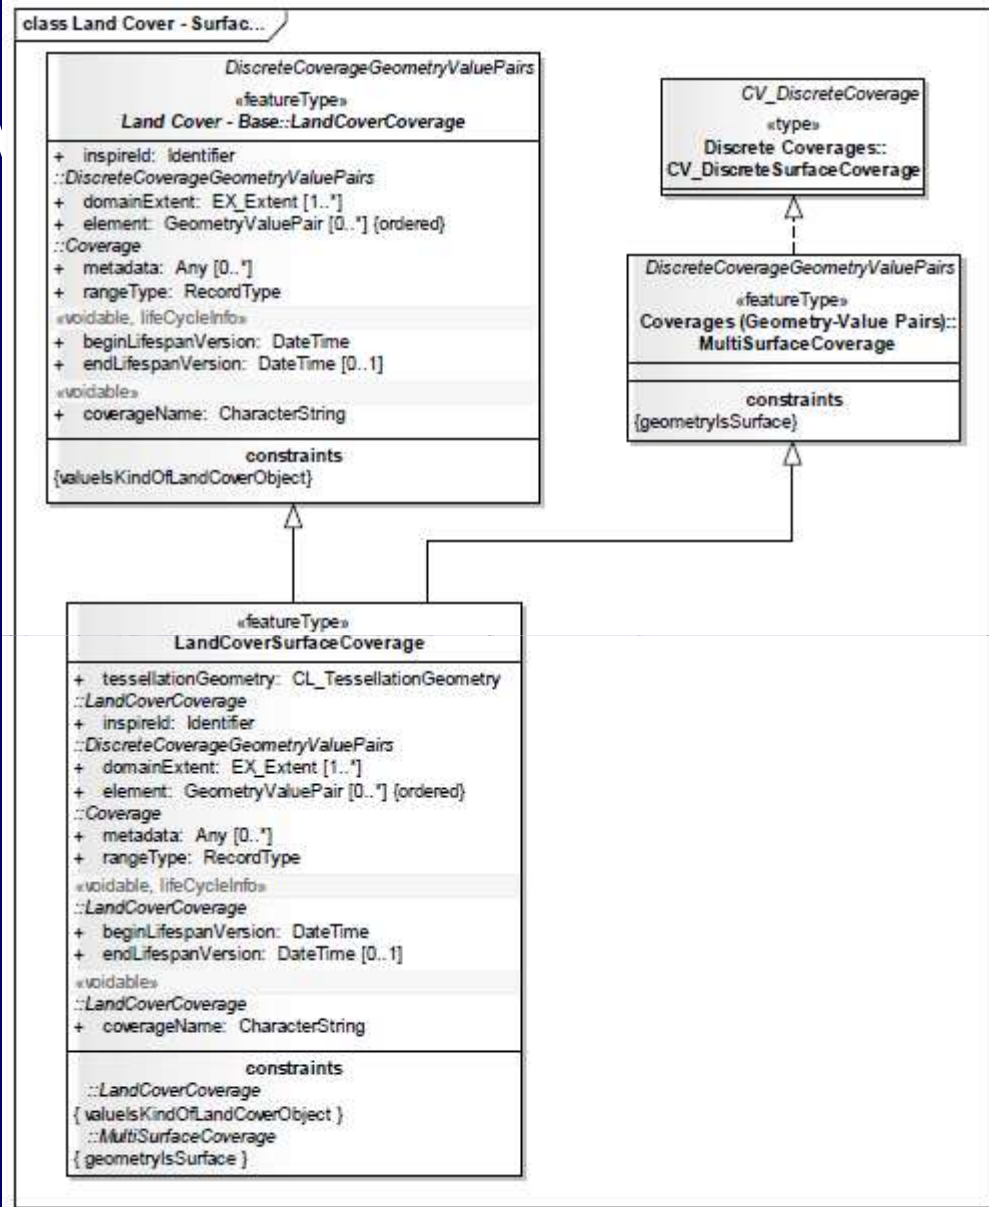 class Land Cover - Surfac...
DiscreteCoverageGeometryValuePairs
«featureType»
Land Cover - Base::LandCoverCoverage
+ inspireId: Identifier
::DiscreteCoverageGeometryValuePairs
+ domainExtent: EX_Extent [1..*]
+ element: GeometryValuePair [0..*] {ordered}
::Coverage
+ metadata: Any [0..*]
+ rangeType: RecordType
«voidable, lifeCycleInfo»
+ beginLifespanVersion: DateTime
+ endLifespanVersion: DateTime [0..1]
«voidable»
+ coverageName: CharacterString
constraints
{valueIsKindOfLandCoverObject}
CV_DiscreteCoverage
«type»
Discrete Coverages::
CV_DiscreteSurfaceCoverage
DiscreteCoverageGeometryValuePairs
«featureType»
Coverages (Geometry-Value Pairs)::
MultiSurfaceCoverage
constraints
{geometryIsSurface}
«featureType»
LandCoverSurfaceCoverage
+ tessellationGeometry: CL_TessellationGeometry
::LandCoverCoverage
+ inspireId: Identifier
::DiscreteCoverageGeometryValuePairs
+ domainExtent: EX_Extent [1..*]
+ element: GeometryValuePair [0..*] {ordered}
::Coverage
+ metadata: Any [0..*]
+ rangeType: RecordType
«voidable, lifeCycleInfo»
::LandCoverCoverage
+ beginLifespanVersion: DateTime
+ endLifespanVersion: DateTime [0..1]
«voidable»
::LandCoverCoverage
+ coverageName: CharacterString
constraints
::LandCoverCoverage
{ valueIsKindOfLandCoverObject }
::MultiSurfaceCoverage
{ geometryIsSurface }